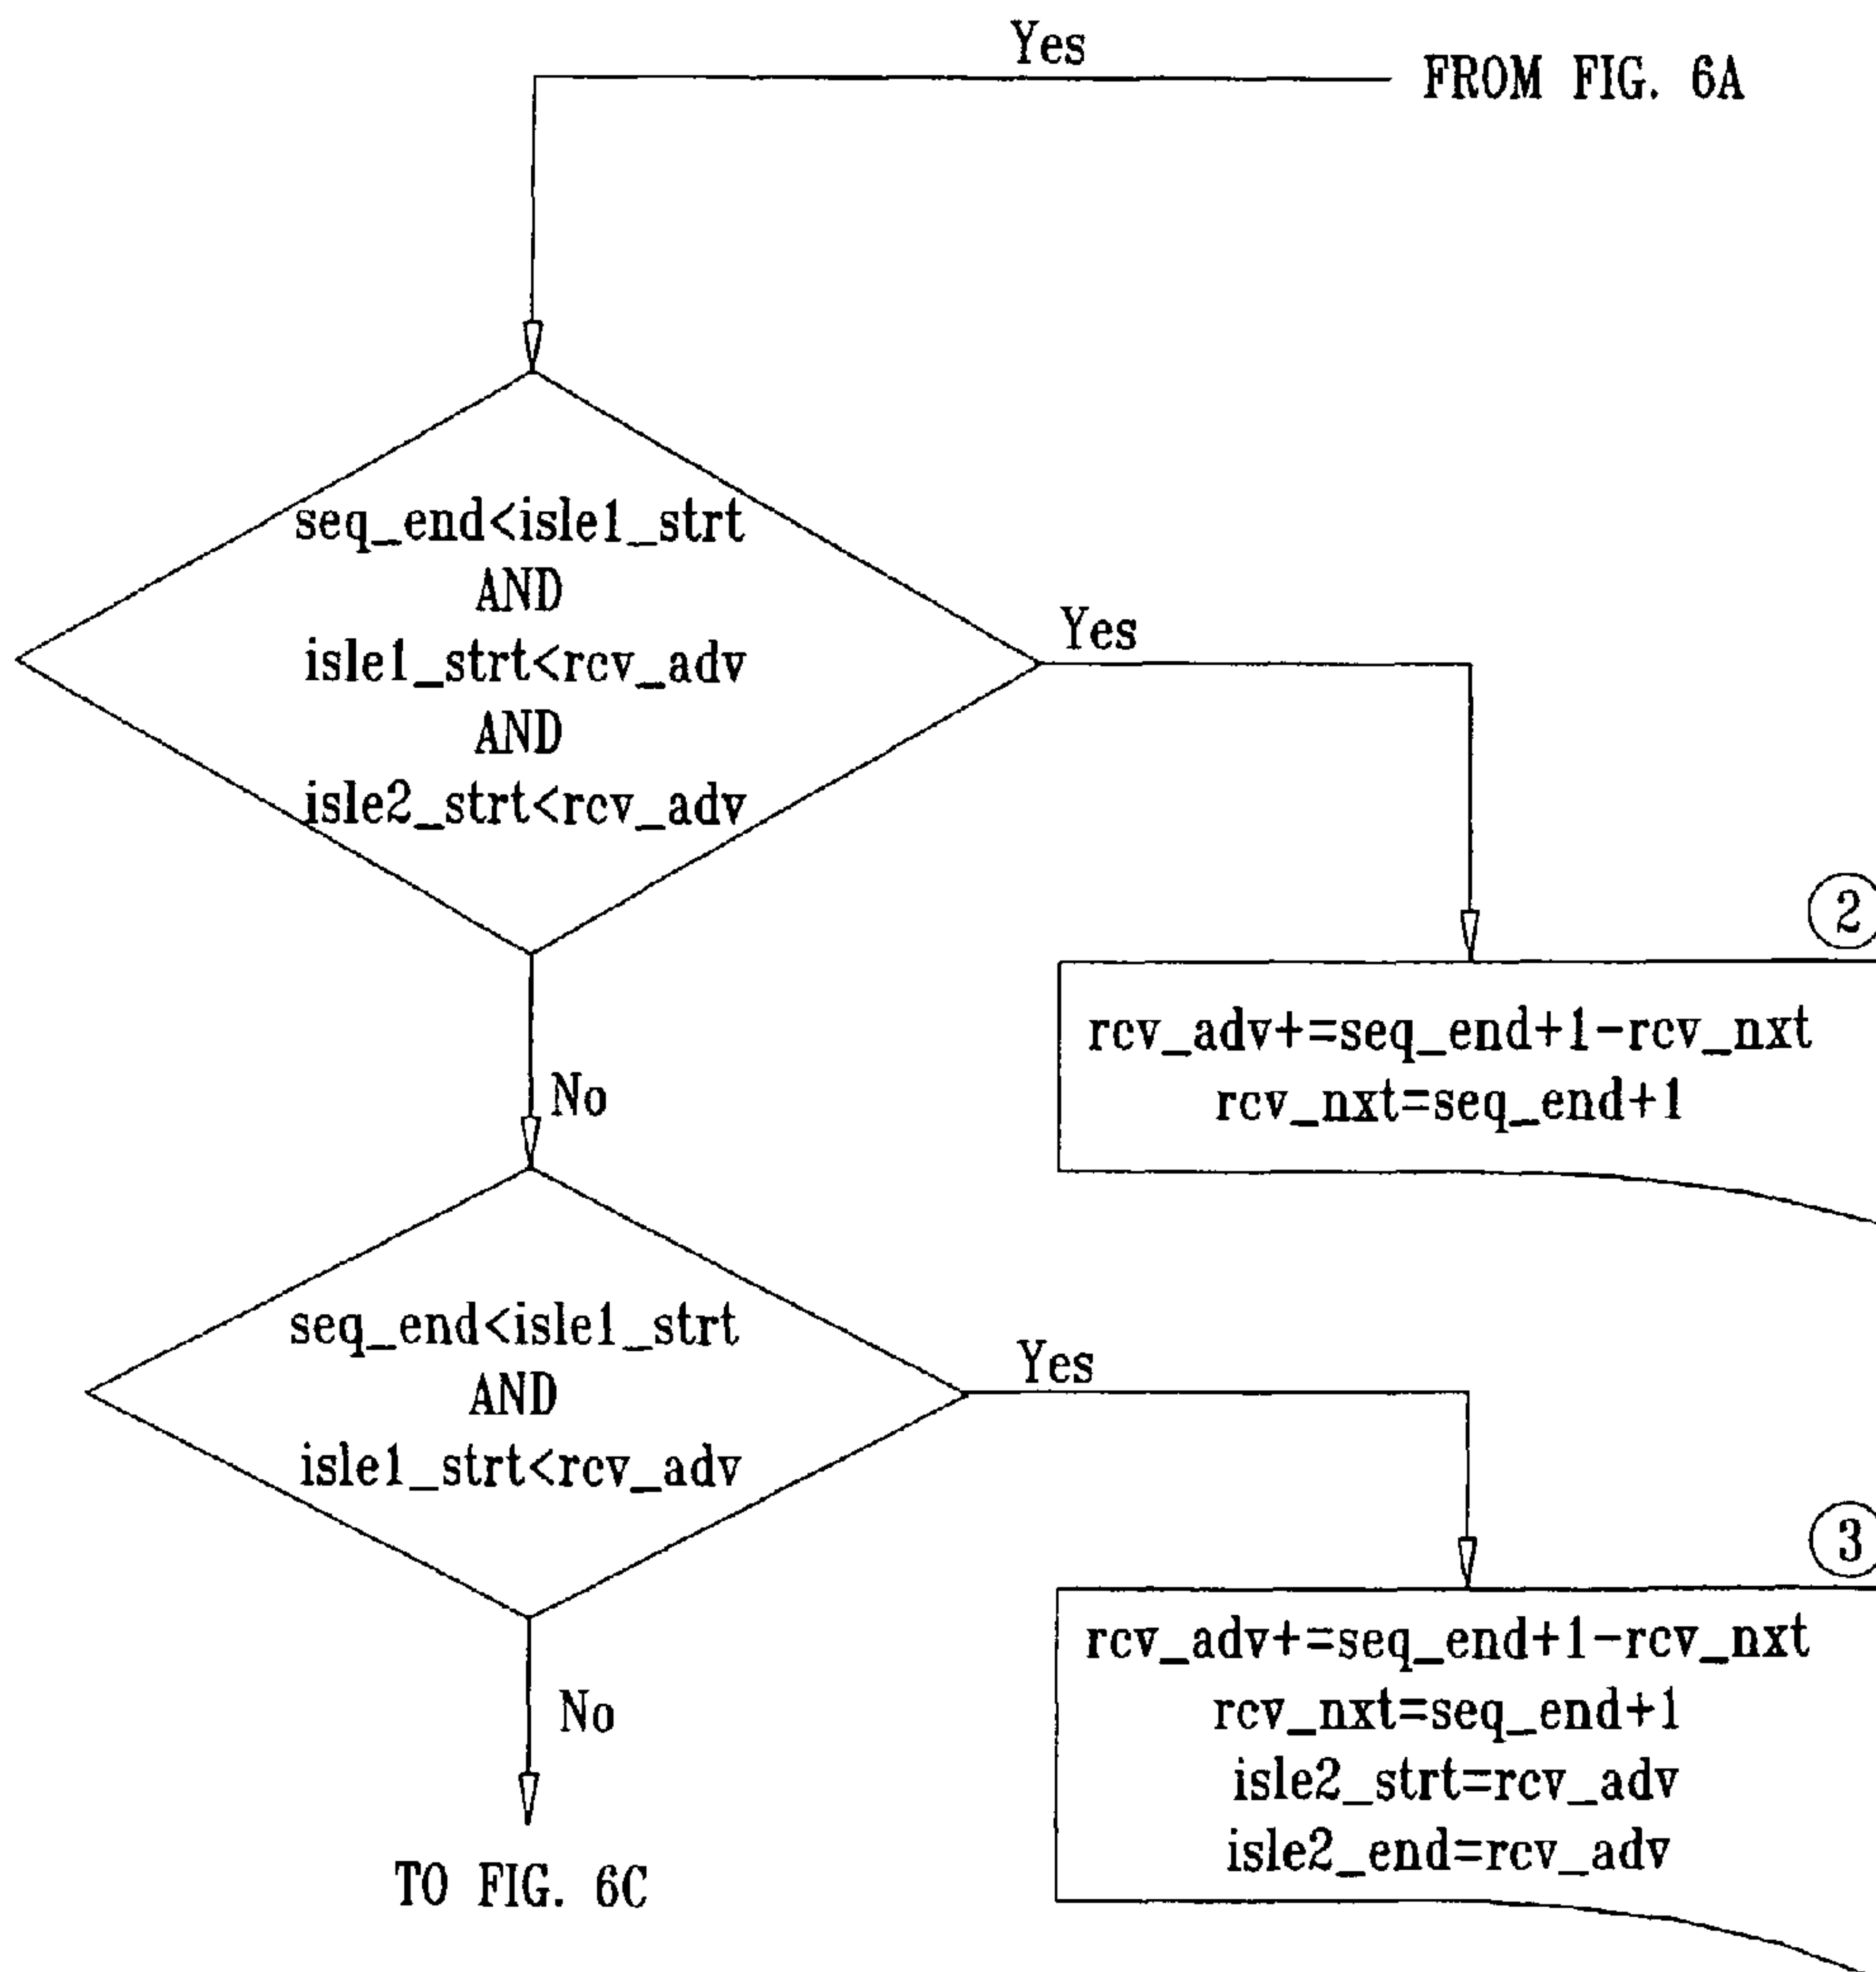 Yes
FROM FIG. 6A
seq_end<isle1_strt
AND
isle1_strt<rcv_adv
AND
isle2_strt<rcv_adv
Yes
2
rcv_adv+=seq_end+1-rcv_nxt
rcv_nxt=seq_end+1
No
seq_end<isle1_strt
AND
isle1_strt<rcv_adv
Yes
3
rcv_adv+=seq_end+1-rcv_nxt
rcv_nxt=seq_end+1
isle2_strt=rcv_adv
isle2_end=rcv_adv
No
TO FIG. 6C